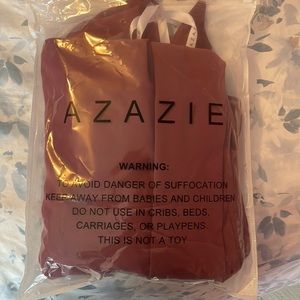 AZAZIE
WARNING:
TO AVOID DANGER OF SUFFOCATION
KEEP AWAY FROM BABIES AND CHILDREN
DO NOT USE IN CRIBS, BEDS,
CARRIAGES, OR PLAYPENS.
THIS IS NOT A TOY